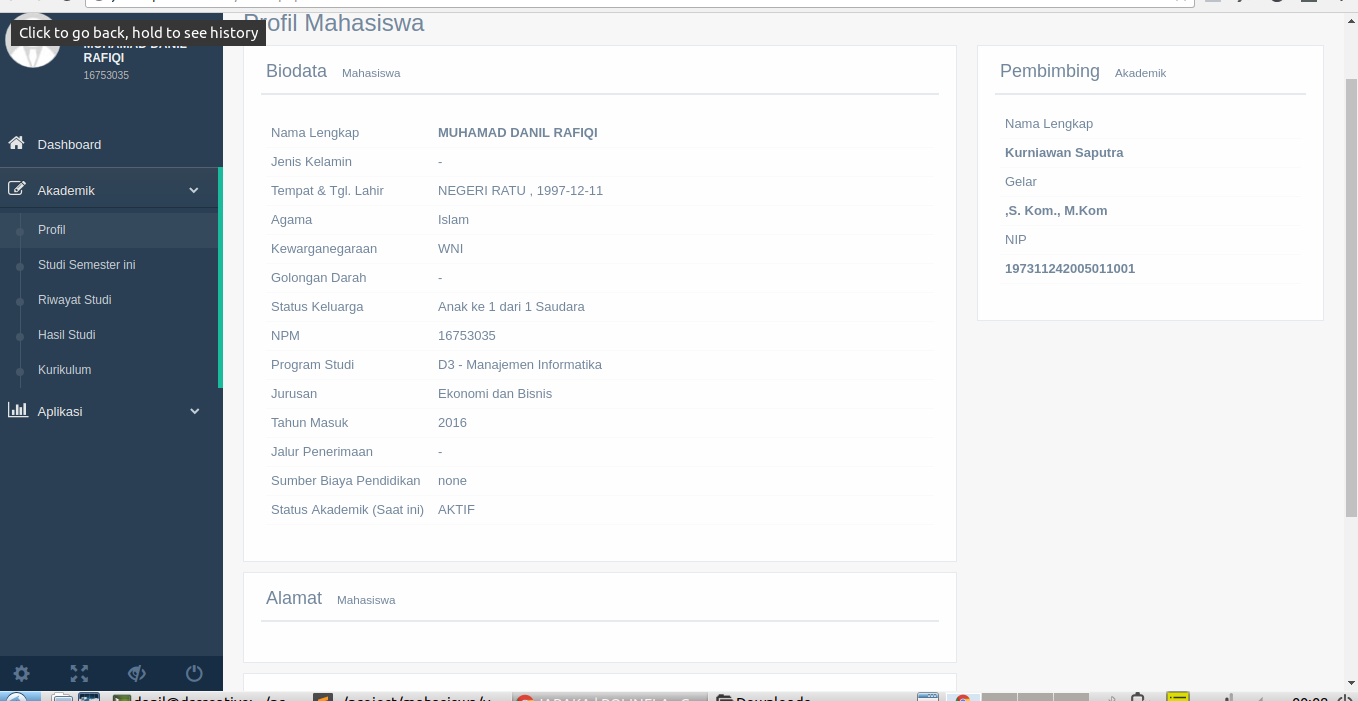 Profil Mahasiswa
Click to go back, hold to see history
MUHAMAD DANIL
RAFIQI
16753035
Dashboard
Akademik
Profil
Studi Semester ini
Riwayat Studi
Hasil Studi
Kurikulum
Aplikasi
Biodata Mahasiswa
Nama Lengkap MUHAMAD DANIL RAFIQI
Jenis Kelamin -
Tempat & Tgl. Lahir NEGERI RATU , 1997-12-11
Agama Islam
Kewarganegaraan WNI
Golongan Darah -
Status Keluarga Anak ke 1 dari 1 Saudara
NPM 16753035
Program Studi D3 - Manajemen Informatika
Jurusan Ekonomi dan Bisnis
Tahun Masuk 2016
Jalur Penerimaan -
Sumber Biaya Pendidikan none
Status Akademik (Saat ini) AKTIF
Alamat Mahasiswa
Pembimbing Akademik
Nama Lengkap
Kurniawan Saputra
Gelar
,S. Kom., M.Kom
NIP
197311242005011001
Downloads